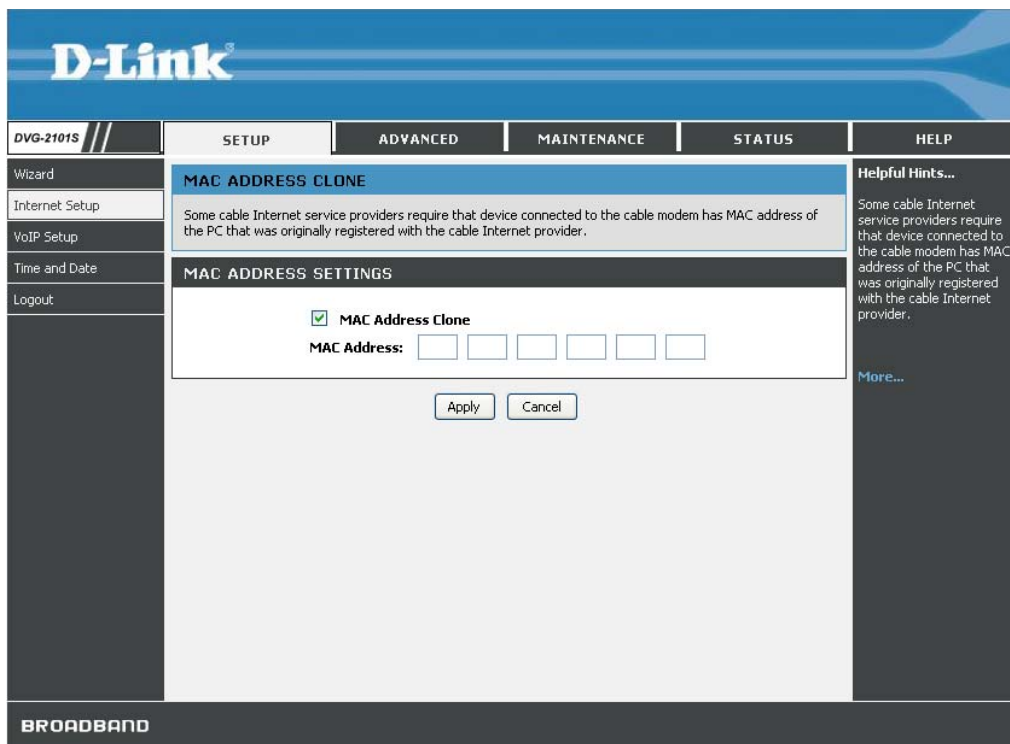 D-Link®
DVG-2101S
SETUP
ADVANCED
MAINTENANCE
STATUS
HELP
Wizard
Internet Setup
VoIP Setup
Time and Date
Logout
MAC ADDRESS CLONE
Some cable Internet service providers require that device connected to the cable modem has MAC address of
the PC that was originally registered with the cable Internet provider.
MAC ADDRESS SETTINGS
MAC Address Clone
MAC Address:
Apply
Cancel
Helpful Hints...
Some cable Internet
service providers require
that device connected to
the cable modem has MAC
address of the PC that
was originally registered
with the cable Internet
provider.
More...
BROADBAND